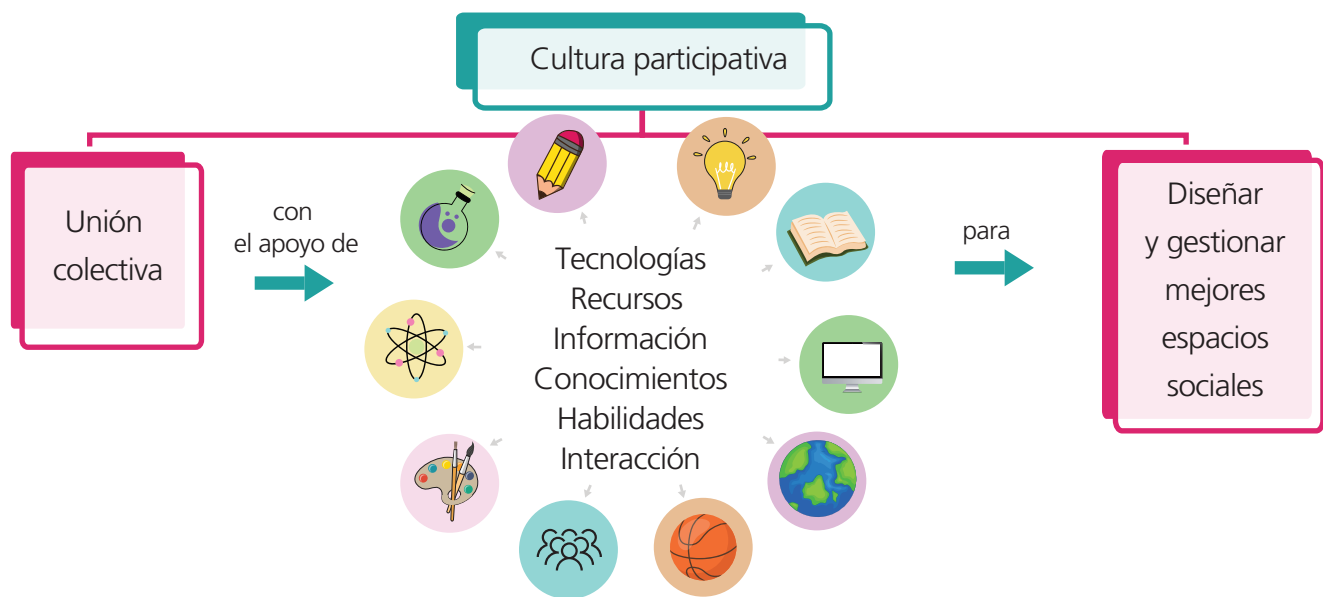 Cultura participativa
Unión
colectiva
con
el apoyo de
Tecnologías
Recursos
Información
Conocimientos
Habilidades
Interacción
para
Diseñar
y gestionar
mejores
espacios
sociales